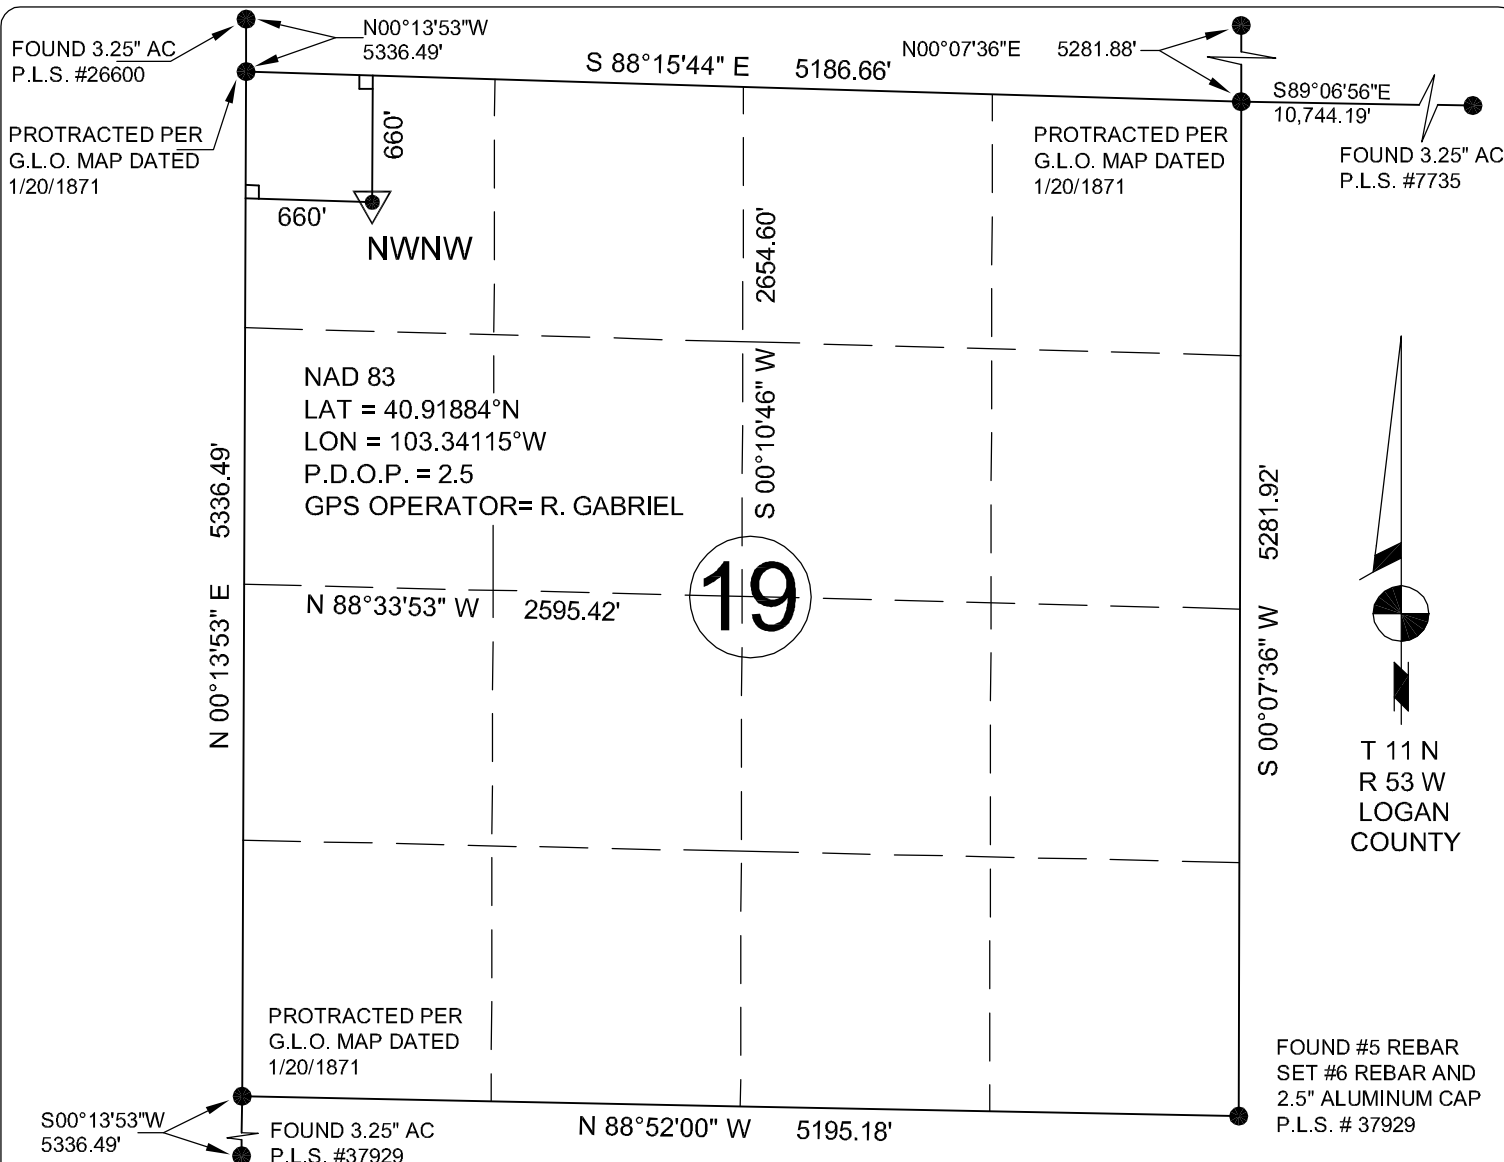 FOUND 3.25" AC
P.L.S. #26600
N00°13'53"W
5336.49'
S 88°15'44" E 5186.66'
N00°07'36"E 5281.88'
S89°06'56"E
10,744.19'
FOUND 3.25" AC
P.L.S. #7735
PROTRACTED PER
G.L.O. MAP DATED
1/20/1871
PROTRACTED PER
G.L.O. MAP DATED
1/20/1871
660'
660'
NWNW
S 00°10'46" W 2654.60'
NAD 83
LAT = 40.91884°N
LON = 103.34115°W
P.D.O.P. = 2.5
GPS OPERATOR= R. GABRIEL
N 00°13'53" E 5336.49'
N 88°33'53" W 2595.42'
19
S 00°07'36" W 5281.92'
T 11 N
R 53 W
LOGAN
COUNTY
PROTRACTED PER
G.L.O. MAP DATED
1/20/1871
S00°13'53"W
5336.49'
FOUND 3.25" AC
P.L.S. #37929
N 88°52'00" W 5195.18'
FOUND #5 REBAR
SET #6 REBAR AND
2.5" ALUMINUM CAP
P.L.S. # 37929